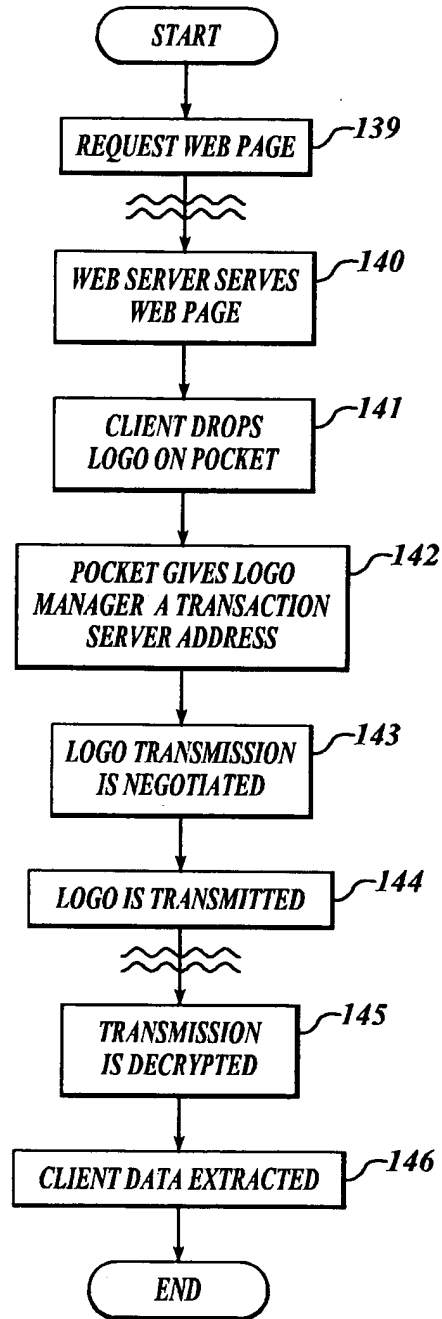 START
REQUEST WEB PAGE
139
WEB SERVER SERVES
WEB PAGE
140
CLIENT DROPS
LOGO ON POCKET
141
POCKET GIVES LOGO
MANAGER A TRANSACTION
SERVER ADDRESS
142
LOGO TRANSMISSION
IS NEGOTIATED
143
LOGO IS TRANSMITTED
144
TRANSMISSION
IS DECRYPTED
145
CLIENT DATA EXTRACTED
146
END